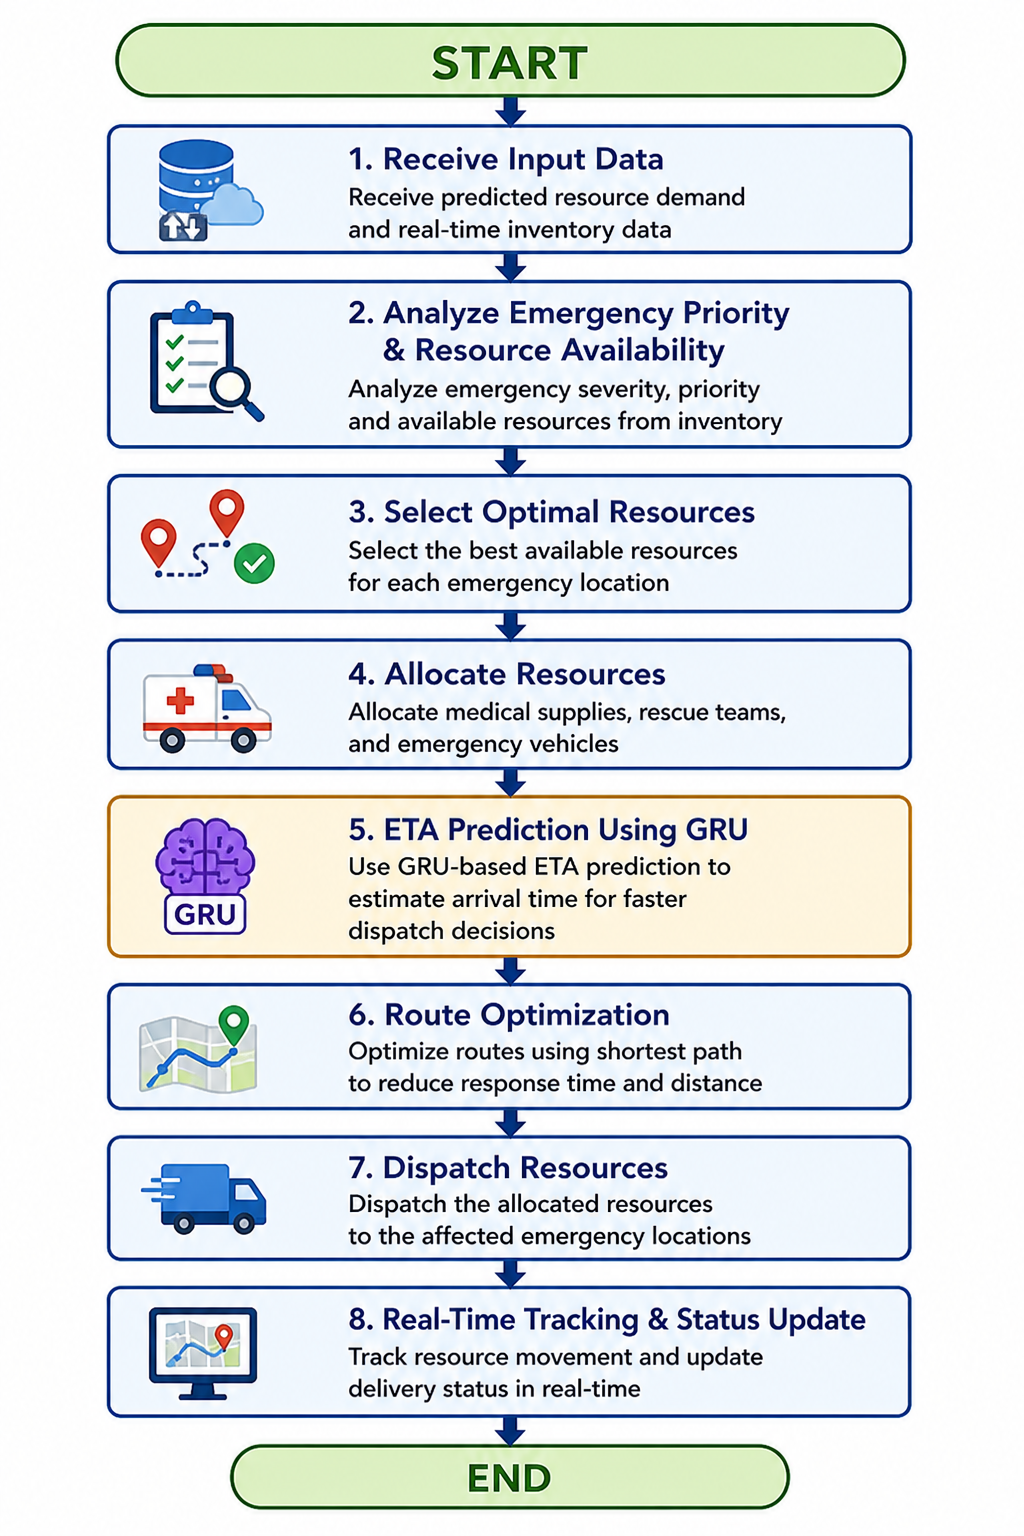 START
1. Receive Input Data
Receive predicted resource demand
and real-time inventory data
2. Analyze Emergency Priority
& Resource Availability
Analyze emergency severity, priority
and available resources from inventory
3. Select Optimal Resources
Select the best available resources
for each emergency location
4. Allocate Resources
Allocate medical supplies, rescue teams,
and emergency vehicles
GRU
5. ETA Prediction Using GRU
Use GRU-based ETA prediction to
estimate arrival time for faster
dispatch decisions
6. Route Optimization
Optimize routes using shortest path
to reduce response time and distance
7. Dispatch Resources
Dispatch the allocated resources
to the affected emergency locations
8. Real-Time Tracking & Status Update
Track resource movement and update
delivery status in real-time
END